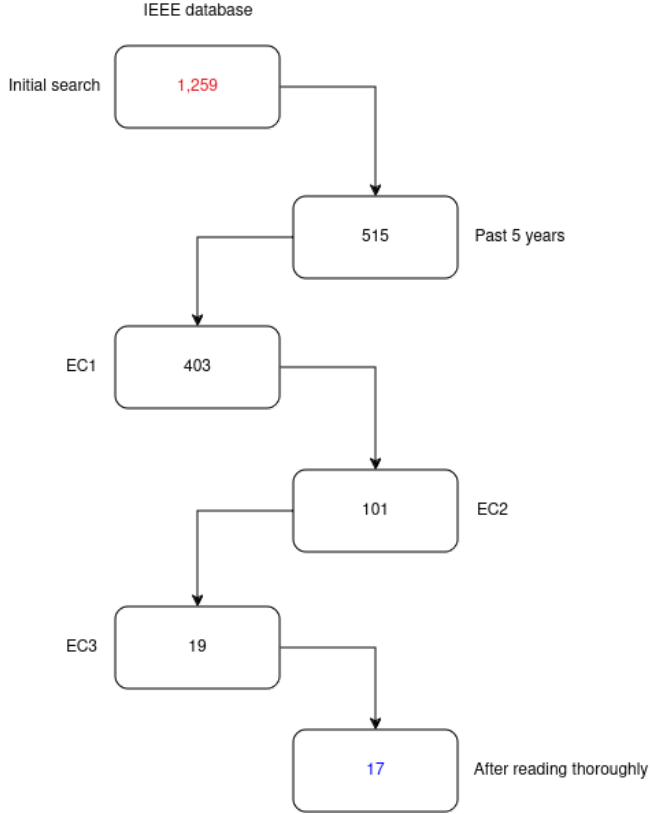 IEEE database
Initial search
1,259
515
Past 5 years
EC1
403
101
EC2
EC3
19
17
After reading thoroughly